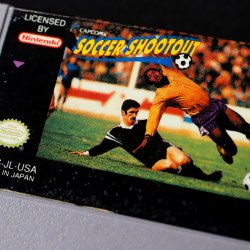 LICENSED
BY
Nintendo
CAPCOM'S
SOCCER SHOOTOUT
-JL-USA
IN JAPAN